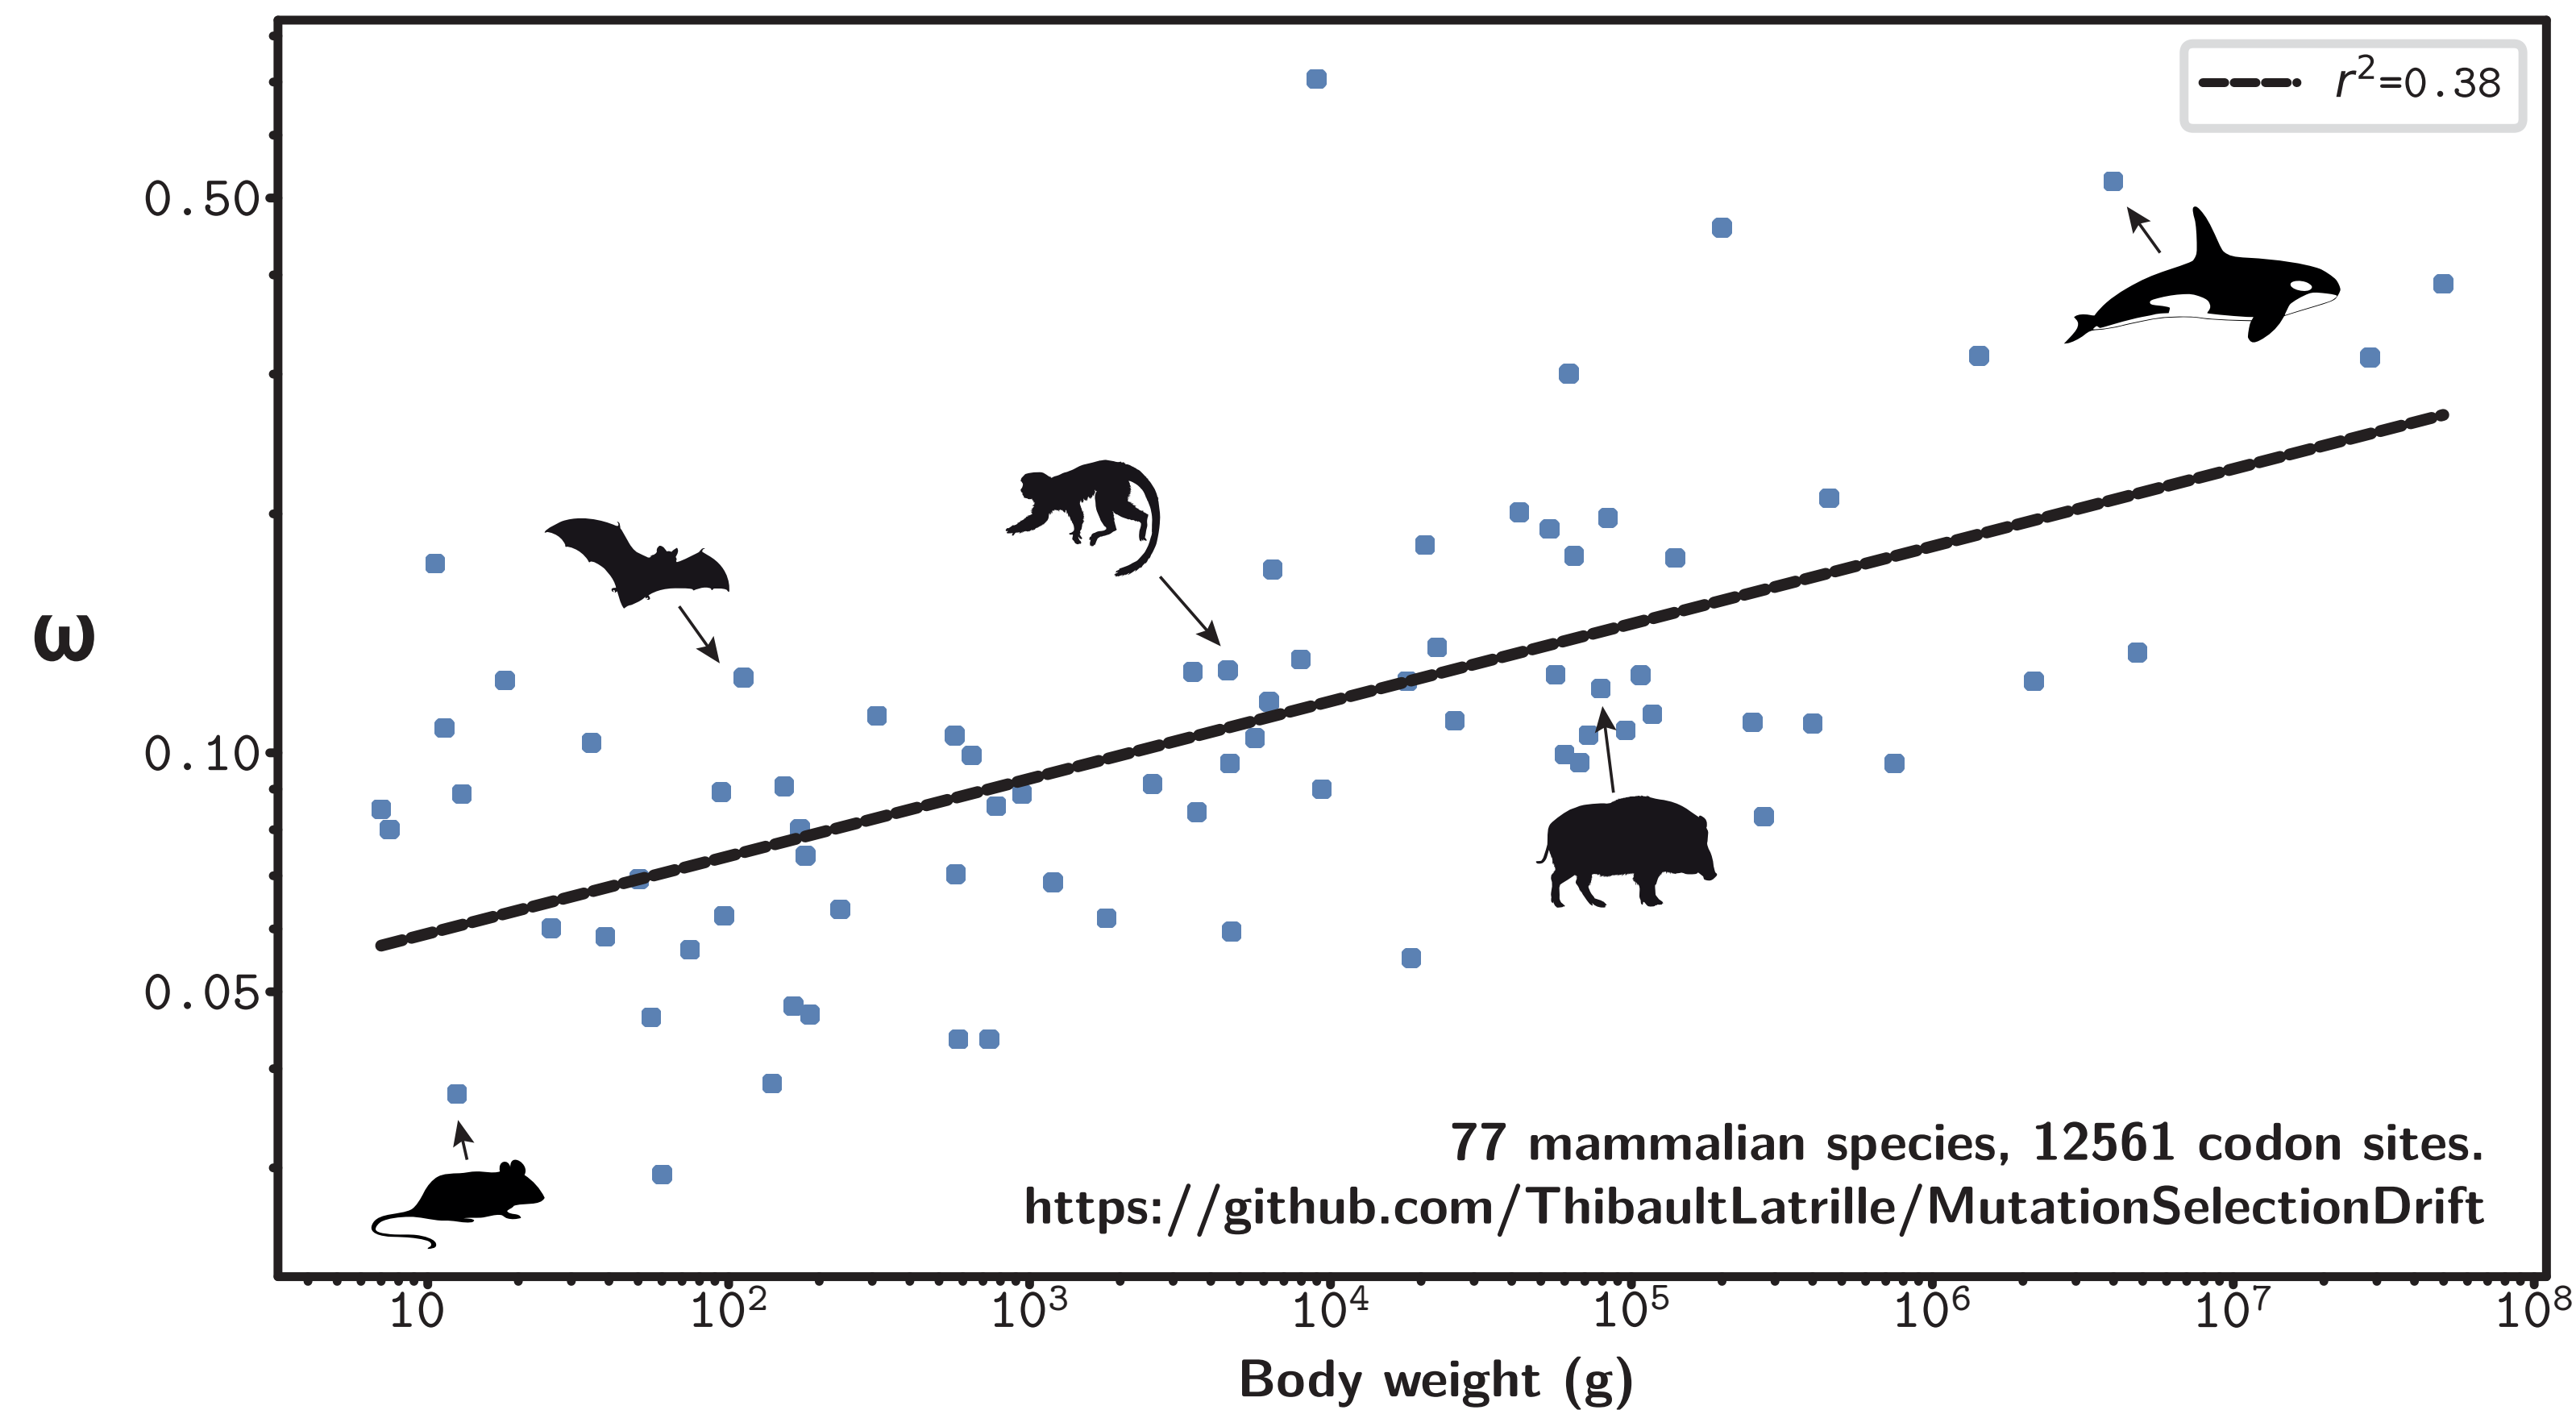 r²=0.38
0.50
0.10
0.05
ω
77 mammalian species, 12561 codon sites.
https://github.com/ThibaultLatrille/MutationSelectionDrift
10 10² 10³ 10⁴ 10⁵ 10⁶ 10⁷ 10⁸
Body weight (g)